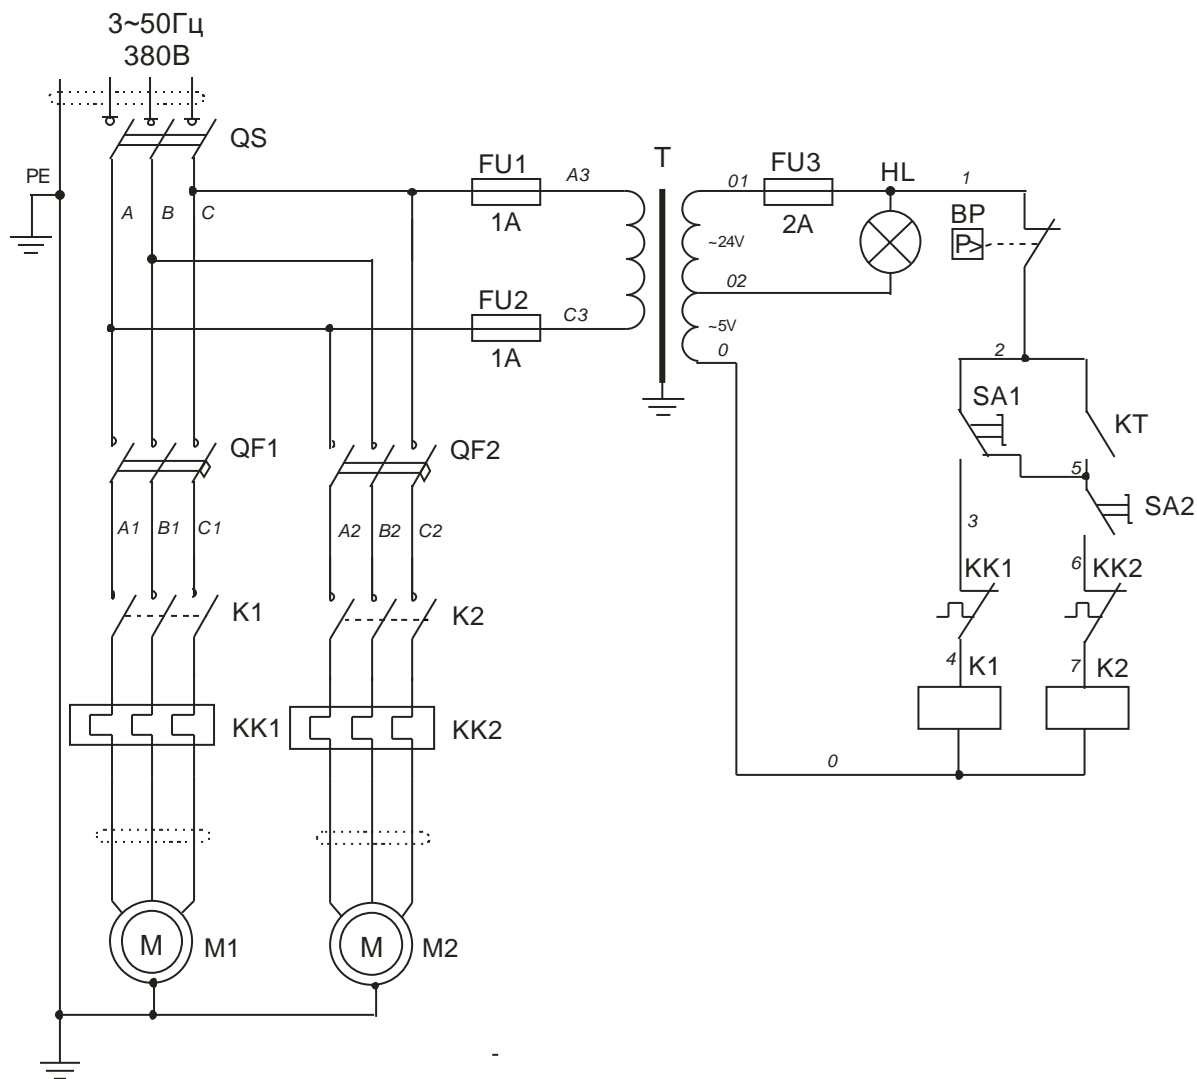 3~50Гц
380В
QS
PE
A
B
C
FU1
1A
A3
T
01
FU3
2A
HL
1
BP
P>
~24V
02
FU2
1A
C3
~5V
0
2
SA1
KT
5
SA2
QF1
QF2
A1
B1
C1
A2
B2
C2
3
KK1
6
KK2
K1
K2
4
K1
7
K2
KK1
KK2
0
M
M1
M
M2
-